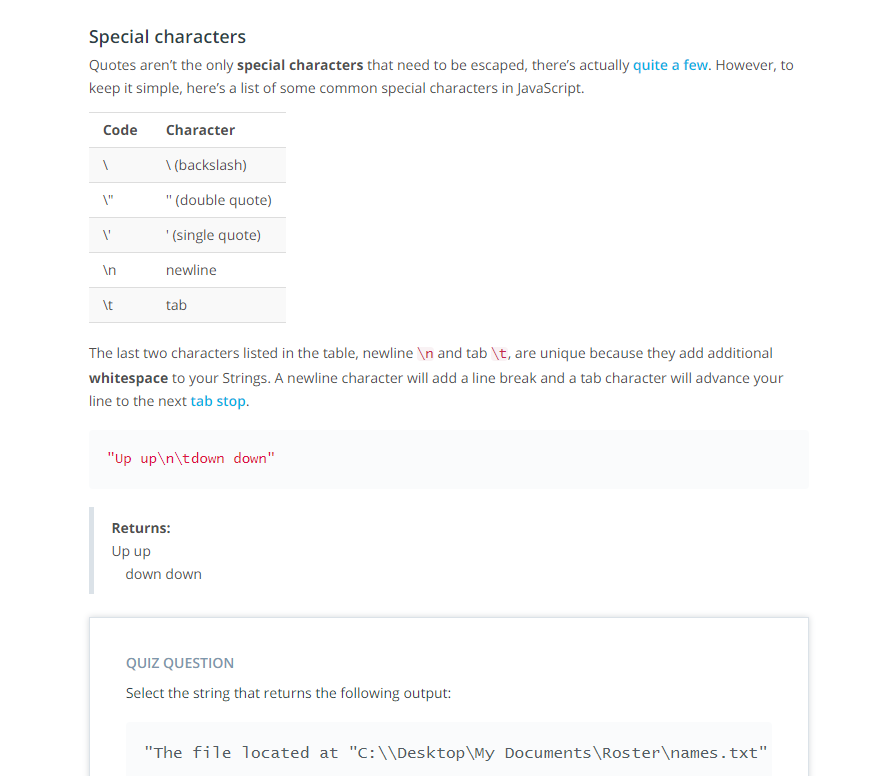 Special characters
Quotes aren’t the only special characters that need to be escaped, there’s actually quite a few. However, to
keep it simple, here’s a list of some common special characters in JavaScript.
Code Character
\ \ (backslash)
\" " (double quote)
\' ' (single quote)
\n newline
\t tab
The last two characters listed in the table, newline \n and tab \t, are unique because they add additional
whitespace to your Strings. A newline character will add a line break and a tab character will advance your
line to the next tab stop.
"Up up\n\tdown down"
Returns:
Up up
down down
QUIZ QUESTION
Select the string that returns the following output:
"The file located at "C:\\Desktop\My Documents\Roster\names.txt"